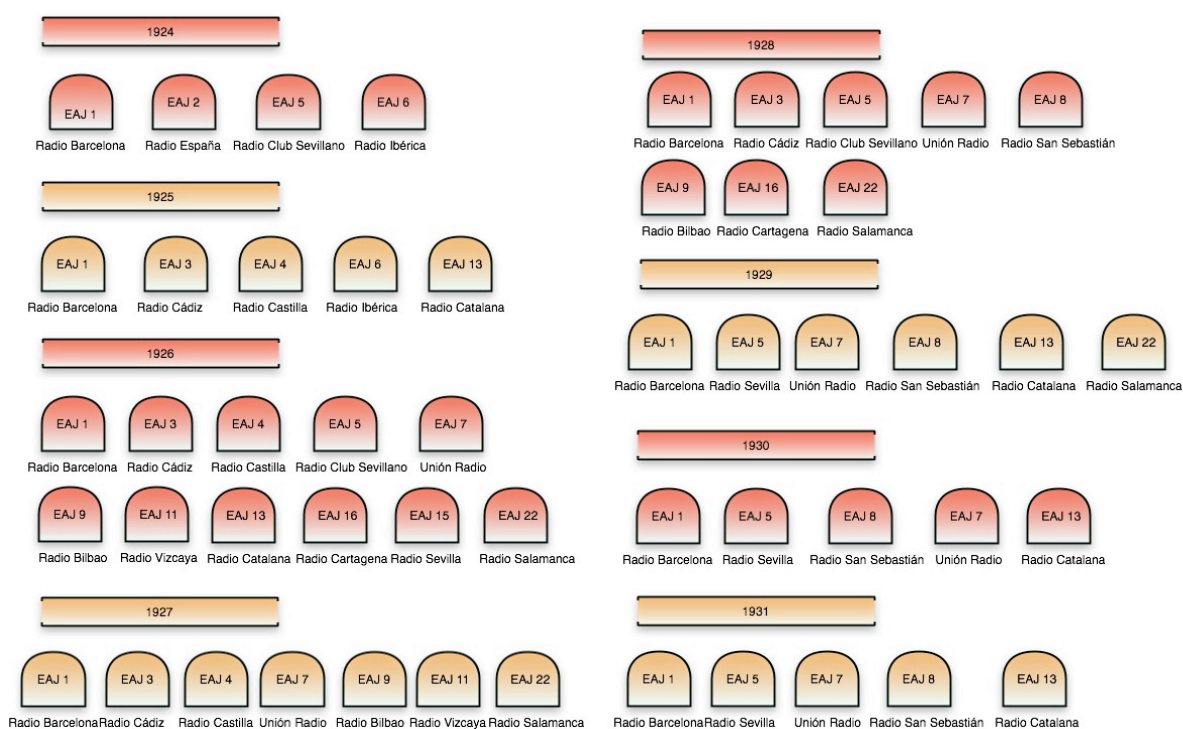 1924
EAJ 1 EAJ 2 EAJ 5 EAJ 6
Radio Barcelona Radio España Radio Club Sevillano Radio Ibérica
1925
EAJ 1 EAJ 3 EAJ 4 EAJ 6 EAJ 13
Radio Barcelona Radio Cádiz Radio Castilla Radio Ibérica Radio Catalana
1926
EAJ 1 EAJ 3 EAJ 4 EAJ 5 EAJ 7
Radio Barcelona Radio Cádiz Radio Castilla Radio Club Sevillano Unión Radio
EAJ 9 EAJ 11 EAJ 13 EAJ 16 EAJ 15 EAJ 22
Radio Bilbao Radio Vizcaya Radio Catalana Radio Cartagena Radio Sevilla Radio Salamanca
1927
EAJ 1 EAJ 3 EAJ 4 EAJ 7 EAJ 9 EAJ 11 EAJ 22
Radio Barcelona Radio Cádiz Radio Castilla Unión Radio Radio Bilbao Radio Vizcaya Radio Salamanca
1928
EAJ 1 EAJ 3 EAJ 5 EAJ 7 EAJ 8
Radio Barcelona Radio Cádiz Radio Club Sevillano Unión Radio Radio San Sebastián
EAJ 9 EAJ 16 EAJ 22
Radio Bilbao Radio Cartagena Radio Salamanca
1929
EAJ 1 EAJ 5 EAJ 7 EAJ 8 EAJ 13 EAJ 22
Radio Barcelona Radio Sevilla Unión Radio Radio San Sebastián Radio Catalana Radio Salamanca
1930
EAJ 1 EAJ 5 EAJ 8 EAJ 7 EAJ 13
Radio Barcelona Radio Sevilla Radio San Sebastián Unión Radio Radio Catalana
1931
EAJ 1 EAJ 5 EAJ 7 EAJ 8 EAJ 13
Radio Barcelona Radio Sevilla Unión Radio Radio San Sebastián Radio Catalana